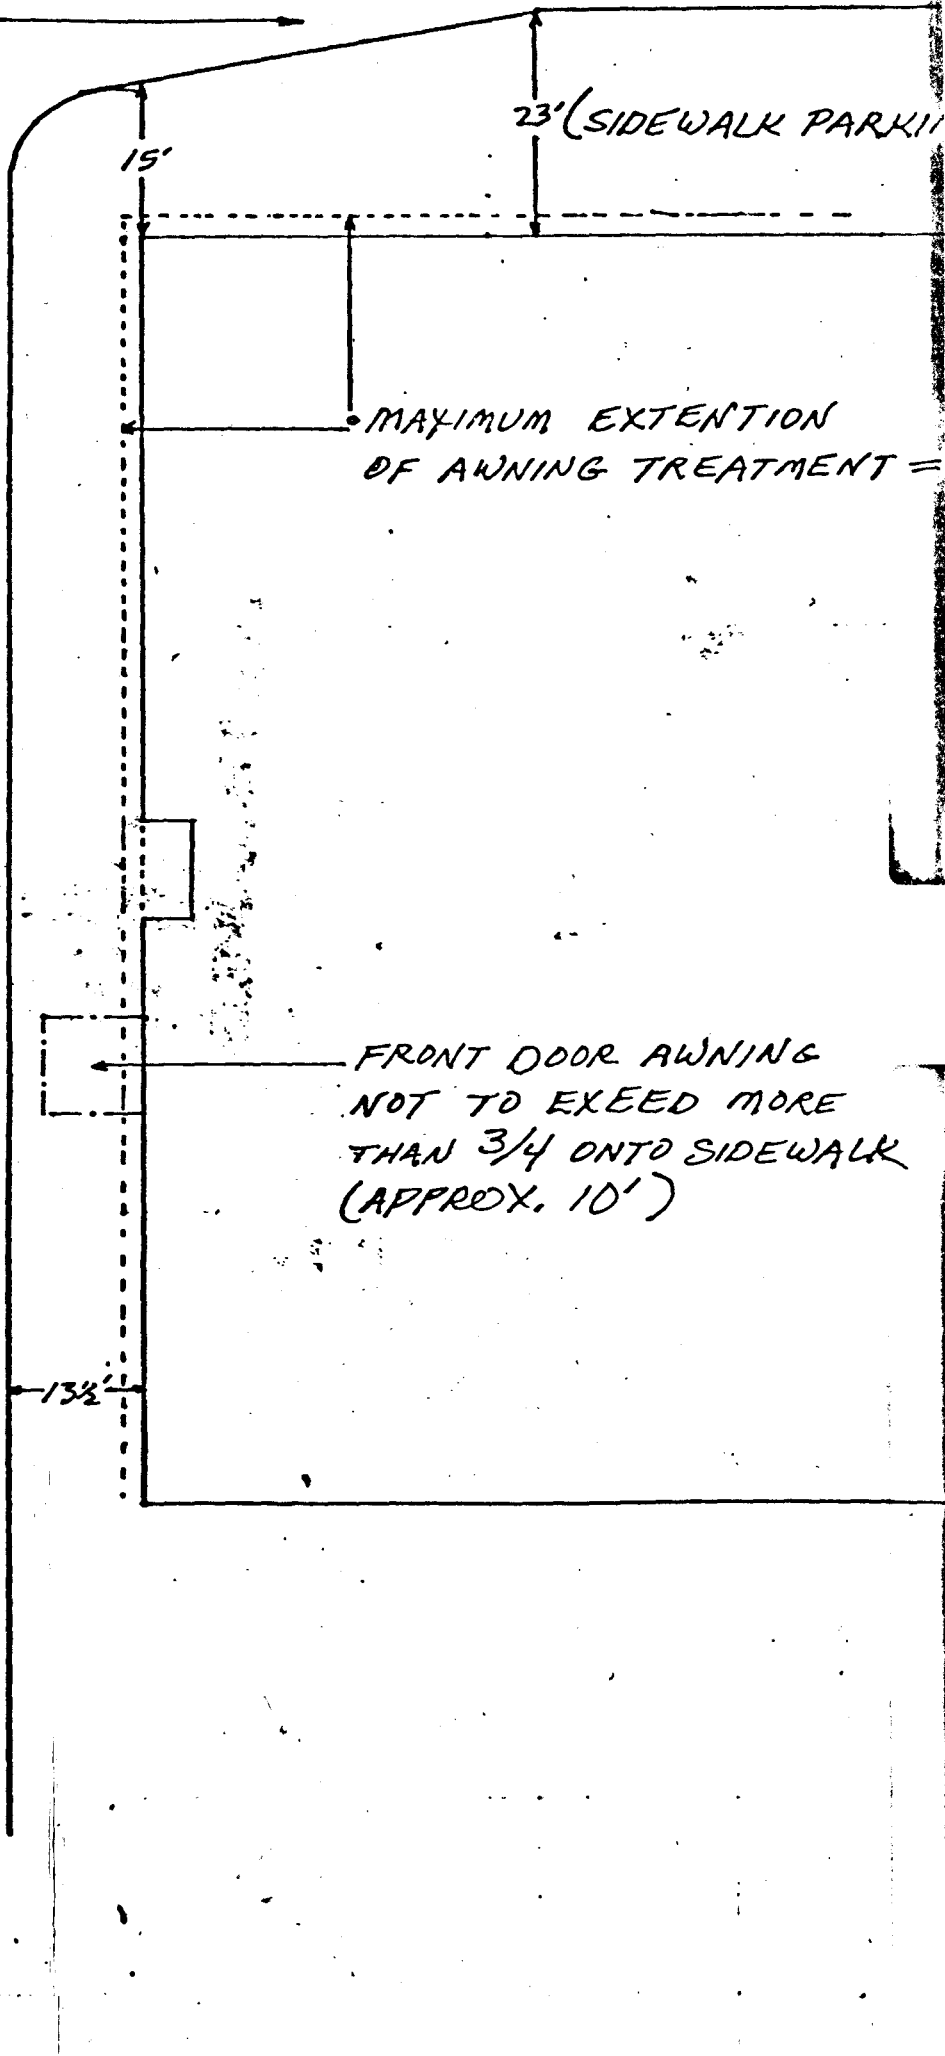 23' (SIDEWALK PARKI
15'
MAXIMUM EXTENTION
OF AWNING TREATMENT =
FRONT DOOR AWNING
NOT TO EXEED MORE
THAN 3/4 ONTO SIDEWALK
(APPROX. 10')
13½'